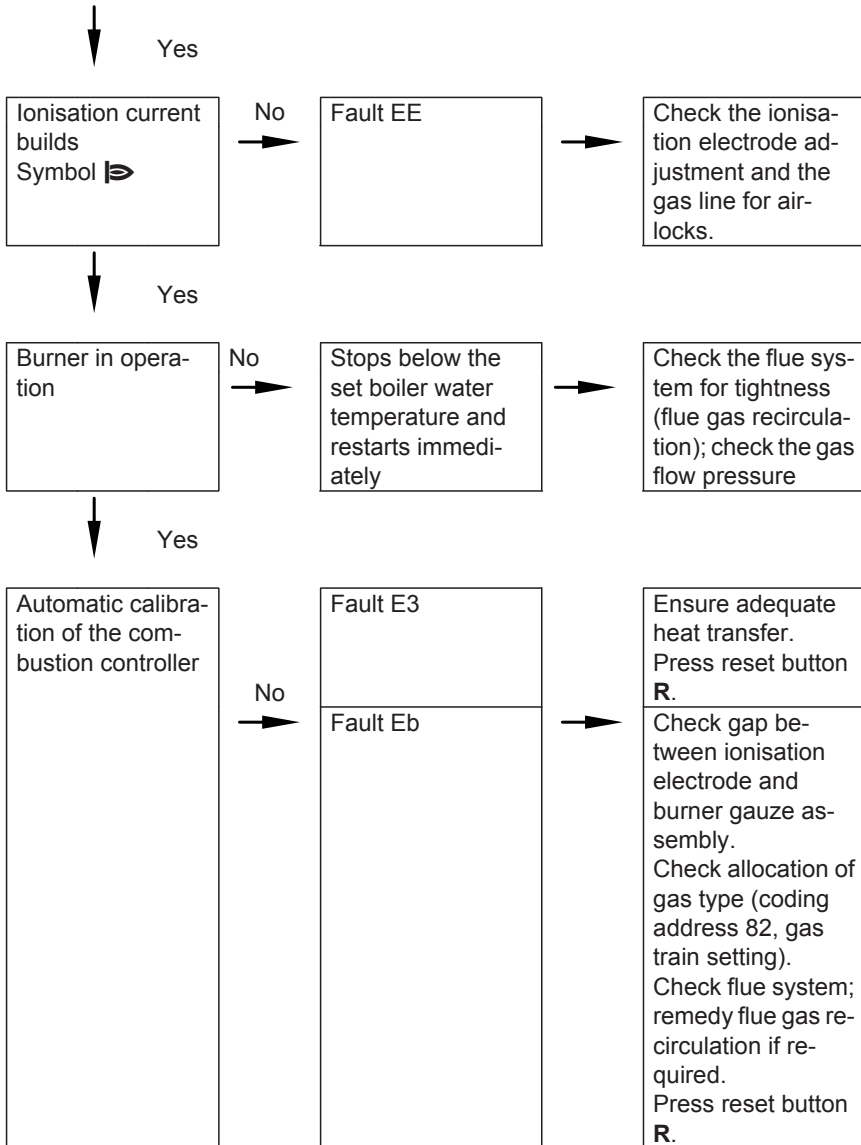 Yes
Ionisation current
builds
Symbol
No
Fault EE
Check the ionisa-
tion electrode ad-
justment and the
gas line for air-
locks.
Yes
Burner in opera-
tion
No
Stops below the
set boiler water
temperature and
restarts immedi-
ately
Check the flue sys-
tem for tightness
(flue gas recircula-
tion); check the gas
flow pressure
Yes
Automatic calibra-
tion of the com-
bustion controller
No
Fault E3
Ensure adequate
heat transfer.
Press reset button
R.
Fault Eb
Check gap be-
tween ionisation
electrode and
burner gauze as-
sembly.
Check allocation of
gas type (coding
address 82, gas
train setting).
Check flue system;
remedy flue gas re-
circulation if re-
quired.
Press reset button
R.